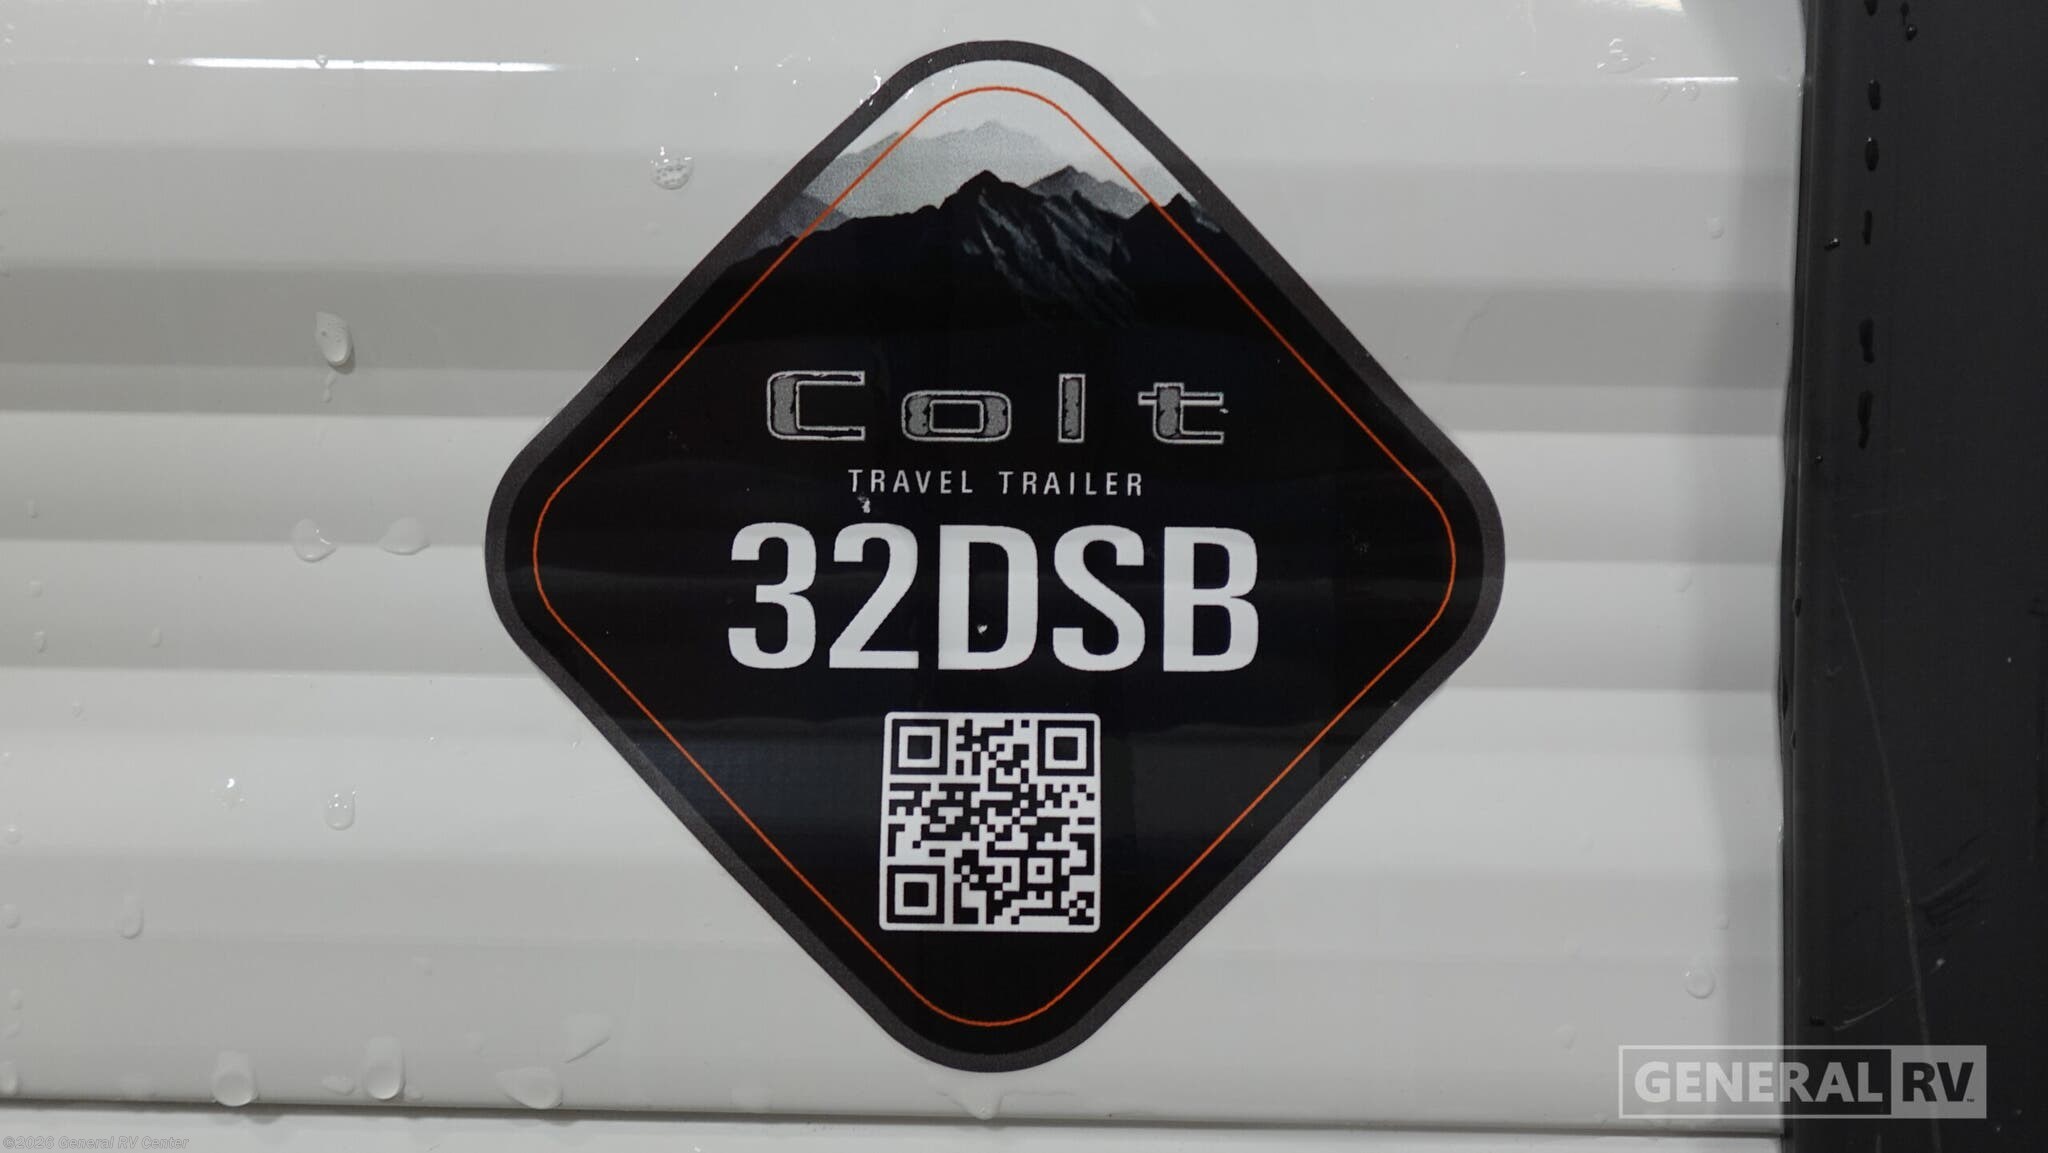 Colt
TRAVEL TRAILER
32DSB
GENERAL RV
©2026 General RV Center